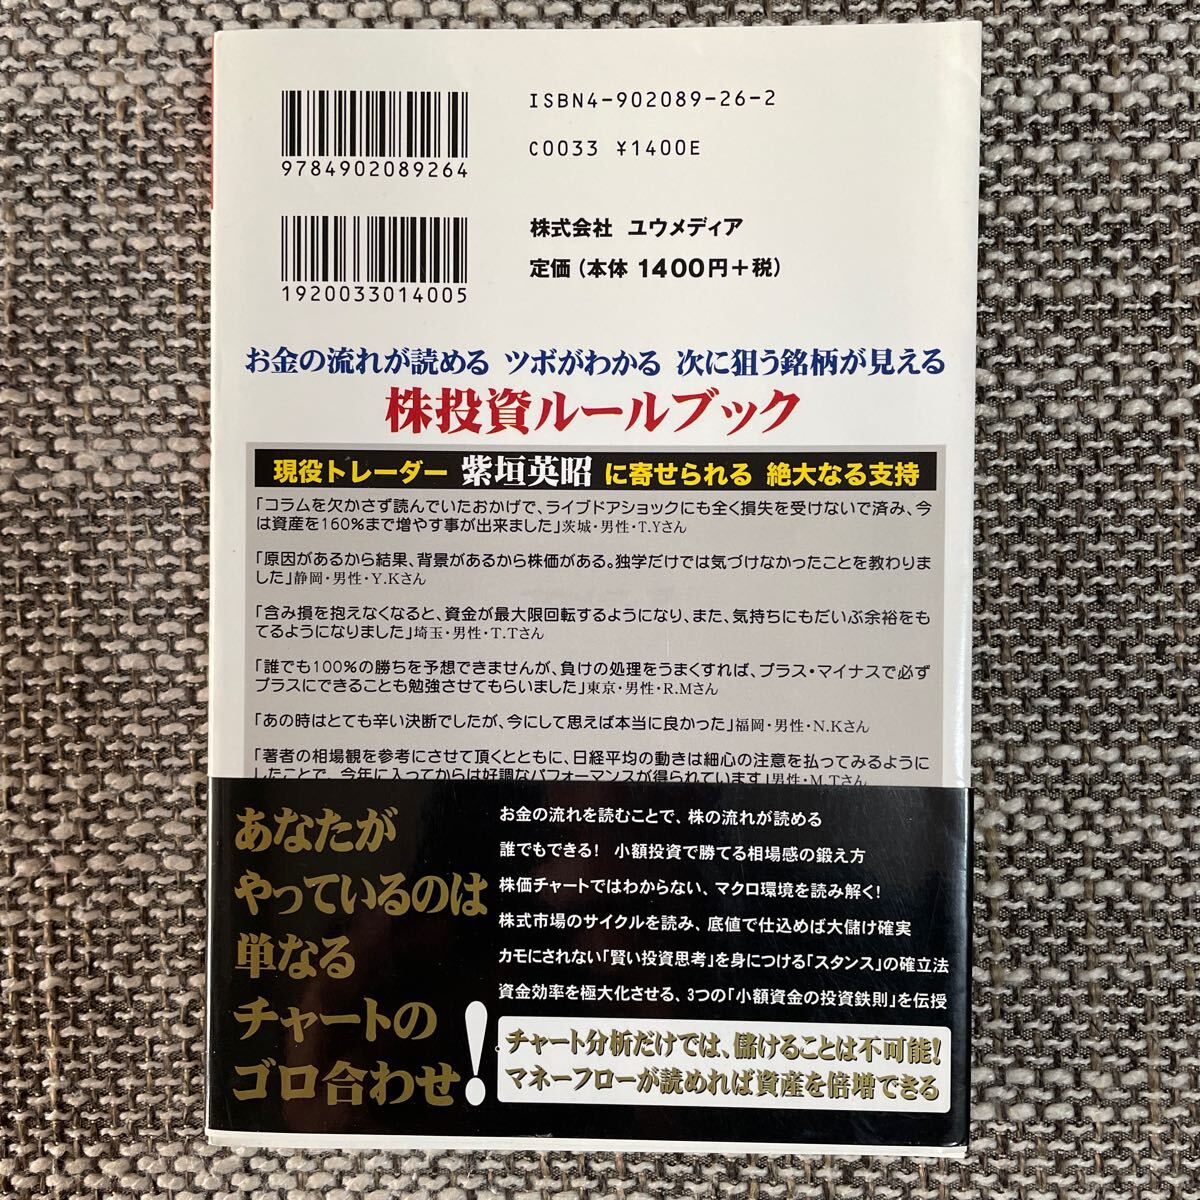 ISBN4-902089-26-2
C0033 ¥1400E
9784902089264
株式会社 ユウメディア
定価(本体 1400円+税)
1920033014005
お金の流れが読める ツボがわかる 次に狙う銘柄が見える
株投資ルールブック
現役トレーダー 紫垣英昭 に寄せられる 絶大なる支持
「コラムを欠かさず読んでいたおかげで、ライブドアショックにも全く損失を受けないで済み、今
は資産を160%まで増やす事が出来ました」茨城・男性・T.Yさん
「原因があるから結果、背景があるから株価がある。独学だけでは気づけなかったことを教わりま
した」静岡・男性・Y.Kさん
「含み損を抱えなくなると、資金が最大限回転するようになり、また、気持ちにもだいぶ余裕をも
てるようになりました」埼玉・男性・T.Tさん
「誰でも100%の勝ちを予想できませんが、負けの処理をうまくすれば、プラス・マイナスで必ず
プラスにできることも勉強させてもらいました」東京・男性・R.Mさん
「あの時はとても辛い決断でしたが、今にして思えば本当に良かった」福岡・男性・N.Kさん
「著者の相場観を参考にさせて頂くとともに、日経平均の動きは細心の注意を払ってみるように
したことで、今年に入ってからは好調なパフォーマンスが得られています」男性・M.Tさん
あなたが
やっているのは
単なる
チャートの
ゴロ合わせ!
お金の流れを読むことで、株の流れが読める
誰でもできる! 小額投資で勝てる相場感の鍛え方
株価チャートではわからない、マクロ環境を読み解く!
株式市場のサイクルを読み、底値で仕込めば大儲け確実
カモにされない「賢い投資思考」を身につける「スタンス」の確立法
資金効率を極大化させる、3つの「小額資金の投資鉄則」を伝授
チャート分析だけでは、儲けることは不可能!
マネーフローが読めれば資産を倍増できる